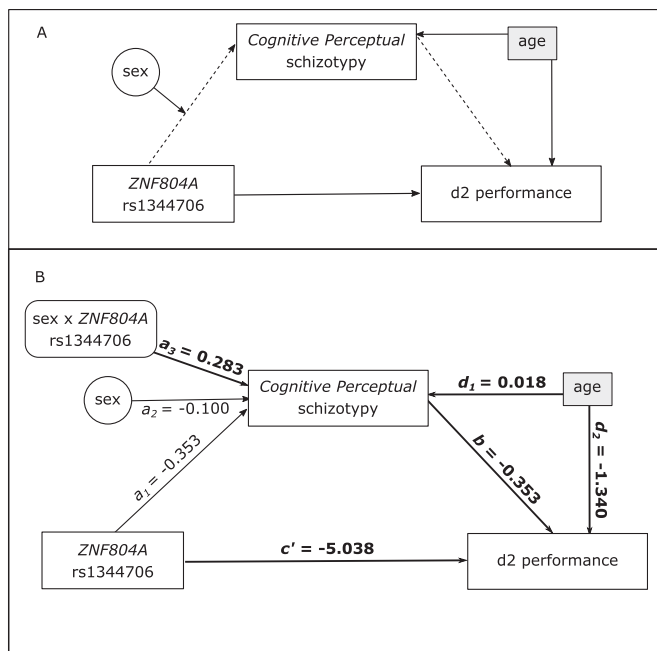 A
Cognitive Perceptual
schizotypy
age
sex
ZNF804A
rs1344706
d2 performance
B
sex x ZNF804A
rs1344706
a3 = 0.283
Cognitive Perceptual
schizotypy
d1 = 0.018
age
sex
a2 = -0.100
a1 = -0.353
b = -0.353
d2 = -1.340
ZNF804A
rs1344706
c' = -5.038
d2 performance